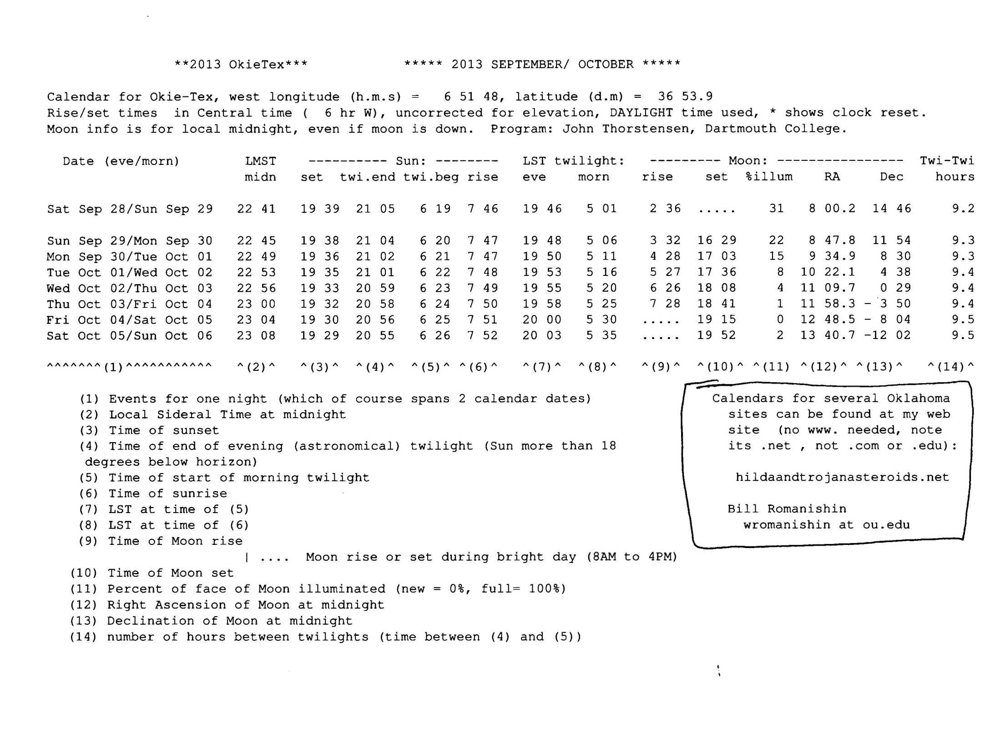 **2013 OkieTex*** ***** 2013 SEPTEMBER/ OCTOBER *****
Calendar for Okie-Tex, west longitude (h.m.s) = 6 51 48, latitude (d.m) = 36 53.9
Rise/set times in Central time ( 6 hr W), uncorrected for elevation, DAYLIGHT time used, * shows clock reset.
Moon info is for local midnight, even if moon is down. Program: John Thorstensen, Dartmouth College.
Date (eve/morn) LMST ---------- Sun: -------- LST twilight: --------- Moon: ---------------- Twi-Twi
midn set twi.end twi.beg rise eve morn rise set %illum RA Dec hours
Sat Sep 28/Sun Sep 29 22 41 19 39 21 05 6 19 7 46 19 46 5 01 2 36 ..... 31 8 00.2 14 46 9.2
Sun Sep 29/Mon Sep 30 22 45 19 38 21 04 6 20 7 47 19 48 5 06 3 32 16 29 22 8 47.8 11 54 9.3
Mon Sep 30/Tue Oct 01 22 49 19 36 21 02 6 21 7 47 19 50 5 11 4 28 17 03 15 9 34.9 8 30 9.3
Tue Oct 01/Wed Oct 02 22 53 19 35 21 01 6 22 7 48 19 53 5 16 5 27 17 36 8 10 22.1 4 38 9.4
Wed Oct 02/Thu Oct 03 22 56 19 33 20 59 6 23 7 49 19 55 5 20 6 26 18 08 4 11 09.7 0 29 9.4
Thu Oct 03/Fri Oct 04 23 00 19 32 20 58 6 24 7 50 19 58 5 25 7 28 18 41 1 11 58.3 - 3 50 9.4
Fri Oct 04/Sat Oct 05 23 04 19 30 20 56 6 25 7 51 20 00 5 30 ..... 19 15 0 12 48.5 - 8 04 9.5
Sat Oct 05/Sun Oct 06 23 08 19 29 20 55 6 26 7 52 20 03 5 35 ..... 19 52 2 13 40.7 -12 02 9.5
^^^^^^^(1)^^^^^^^^^^^ ^(2)^ ^(3)^ ^(4)^ ^(5)^ ^(6)^ ^(7)^ ^(8)^ ^(9)^ ^(10)^ ^(11) ^(12)^ ^(13)^ ^(14)^
(1) Events for one night (which of course spans 2 calendar dates)
(2) Local Sideral Time at midnight
(3) Time of sunset
(4) Time of end of evening (astronomical) twilight (Sun more than 18
degrees below horizon)
(5) Time of start of morning twilight
(6) Time of sunrise
(7) LST at time of (5)
(8) LST at time of (6)
(9) Time of Moon rise
| .... Moon rise or set during bright day (8AM to 4PM)
(10) Time of Moon set
(11) Percent of face of Moon illuminated (new = 0%, full= 100%)
(12) Right Ascension of Moon at midnight
(13) Declination of Moon at midnight
(14) number of hours between twilights (time between (4) and (5))
Calendars for several Oklahoma
sites can be found at my web
site (no www. needed, note
its .net , not .com or .edu):
hildaandtrojanasteroids.net
Bill Romanishin
wromanishin at ou.edu